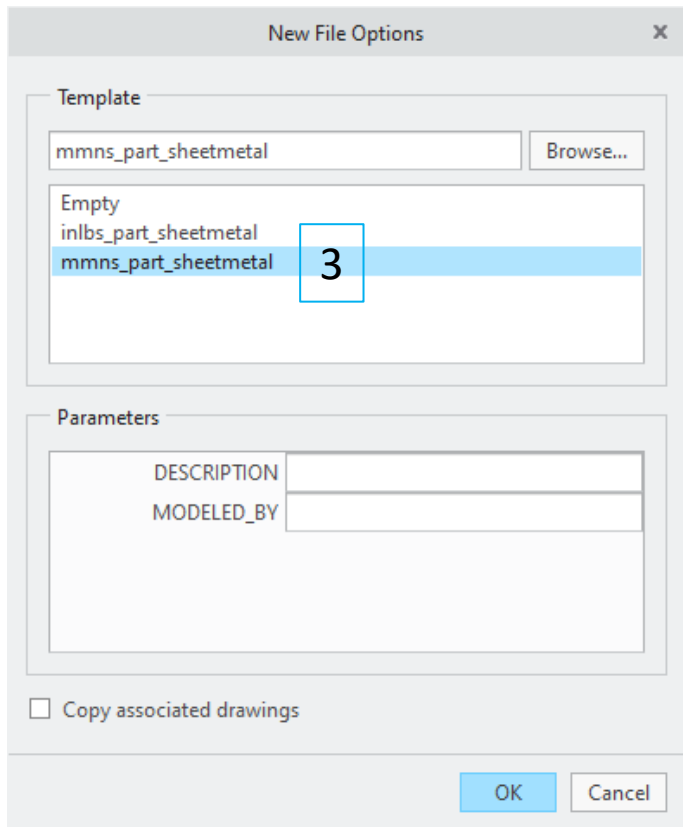 New File Options
Template
mmns_part_sheetmetal Browse...
Empty
inlbs_part_sheetmetal
mmns_part_sheetmetal 3
Parameters
DESCRIPTION
MODELED_BY
Copy associated drawings
OK Cancel